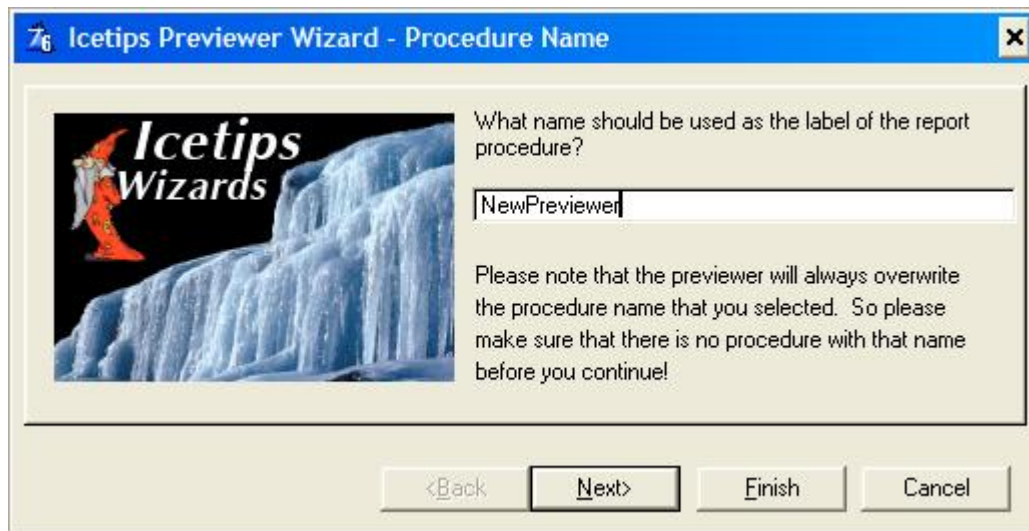 Icetips Previewer Wizard - Procedure Name
Icetips
Wizards
What name should be used as the label of the report
procedure?
NewPreviewer
Please note that the previewer will always overwrite
the procedure name that you selected.  So please
make sure that there is no procedure with that name
before you continue!
<Back
Next>
Finish
Cancel